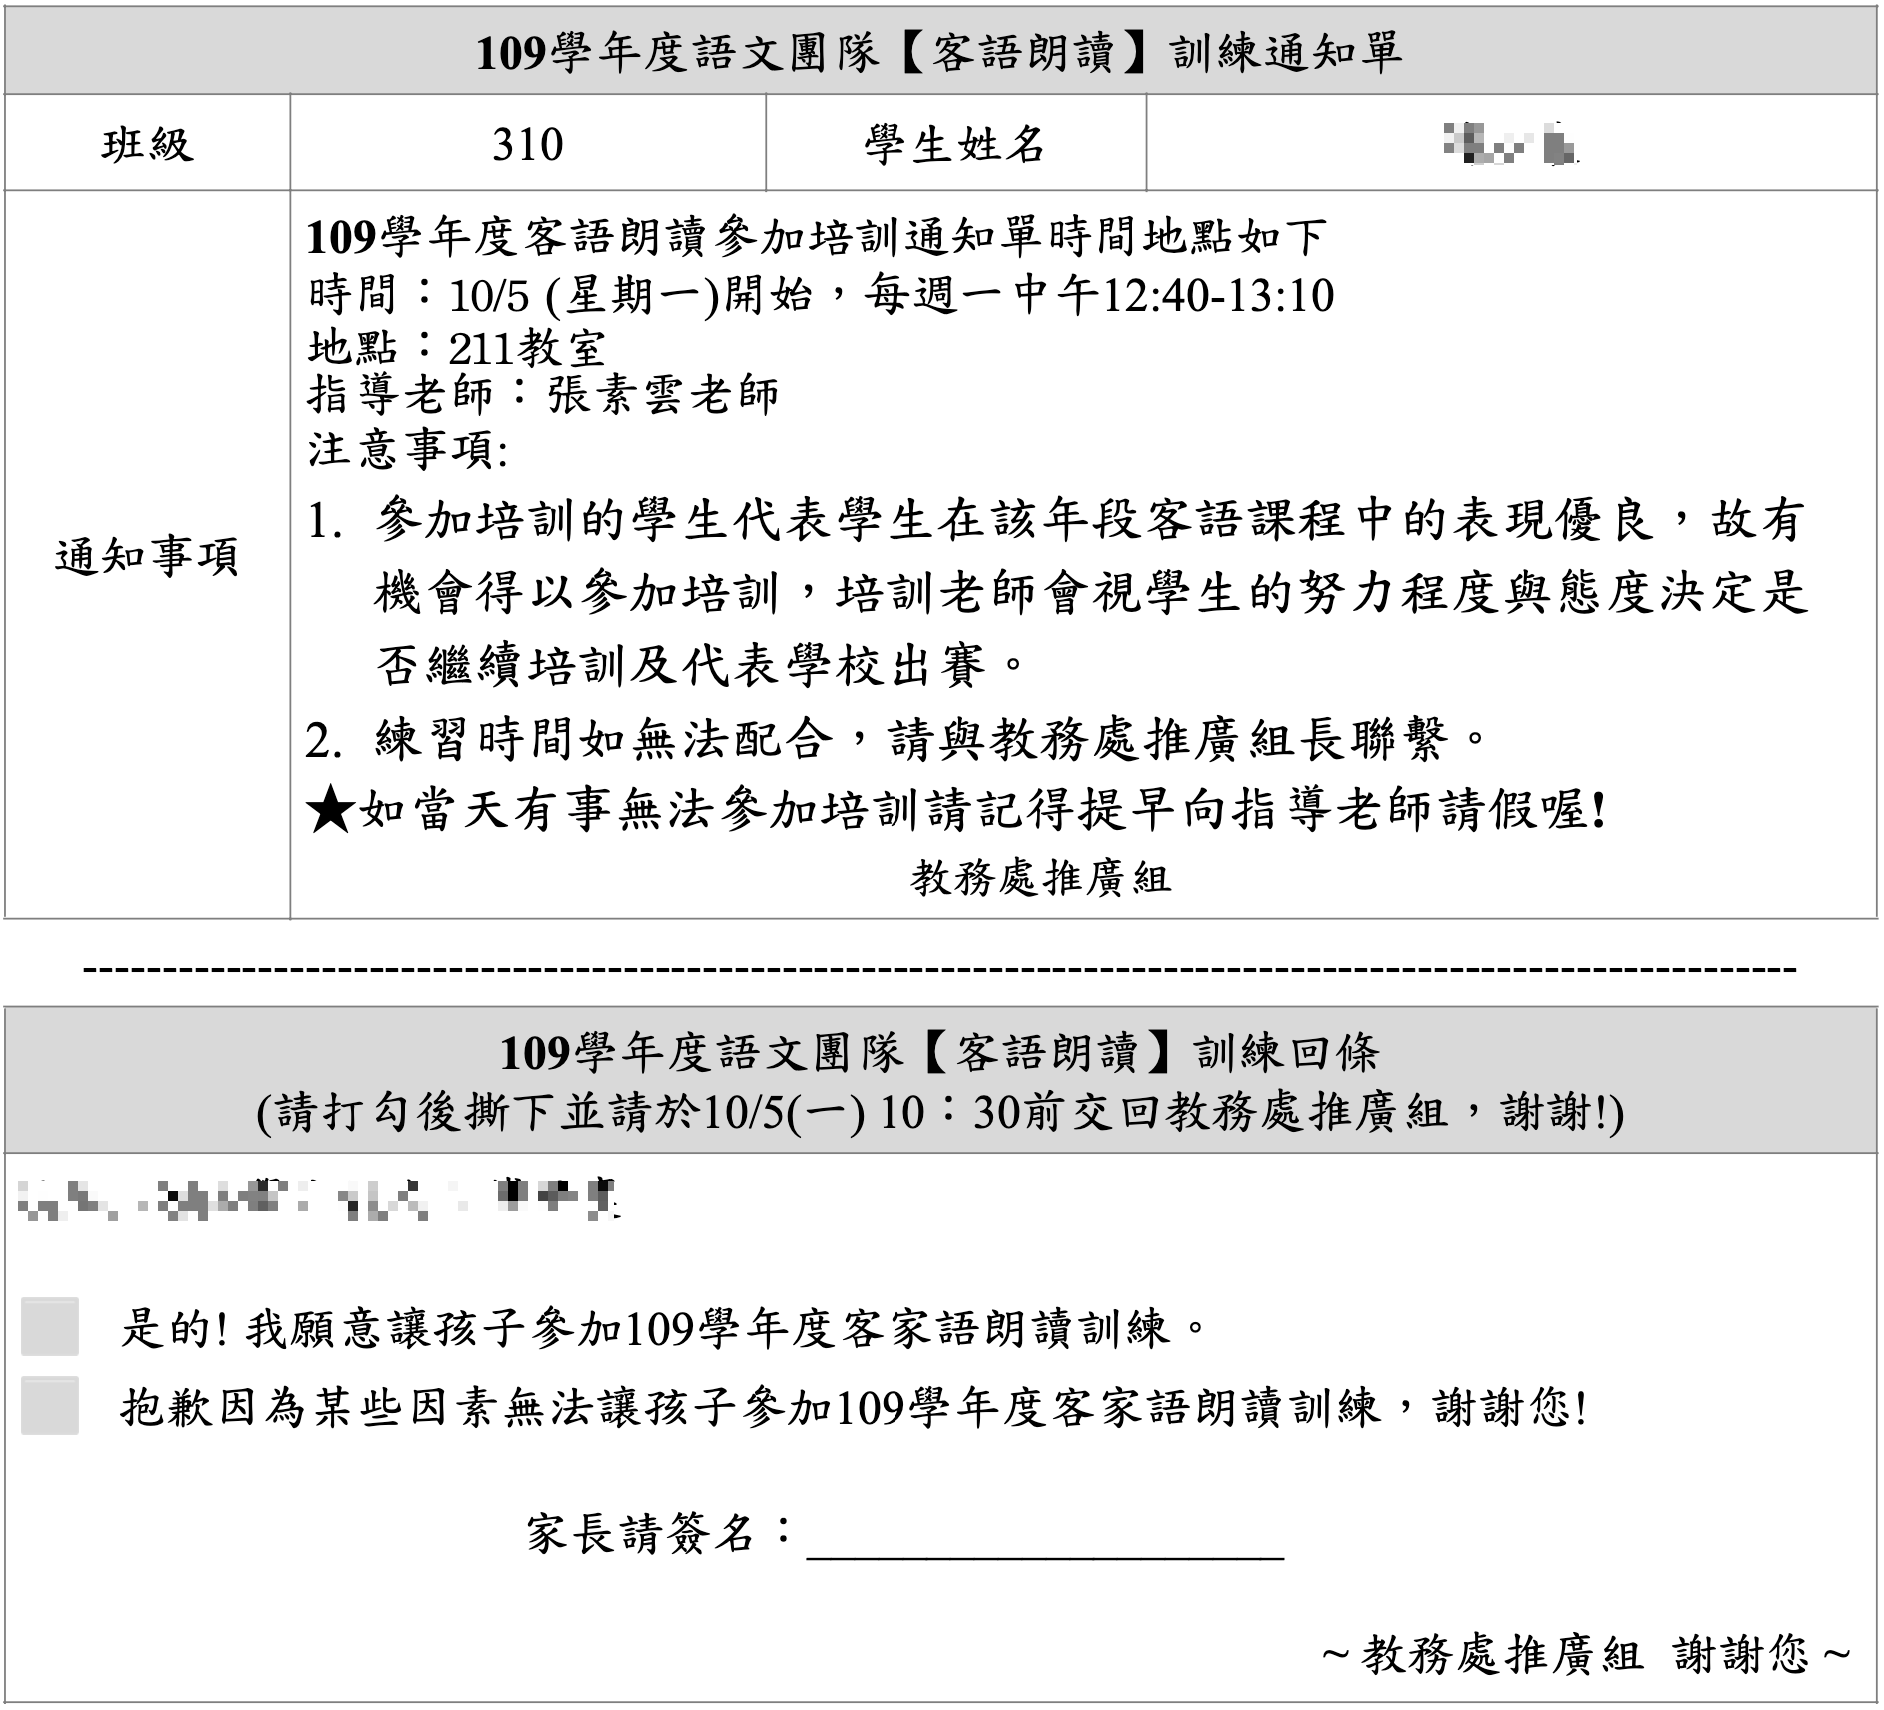 109學年度語文團隊【客語朗讀】訓練通知單
班級 310 學生姓名
通知事項
109學年度客語朗讀參加培訓通知單時間地點如下
時間：10/5 (星期一)開始，每週一中午12:40-13:10
地點：211教室
指導老師：張素雲老師
注意事項:
1. 參加培訓的學生代表學生在該年段客語課程中的表現優良，故有
機會得以參加培訓，培訓老師會視學生的努力程度與態度決定是
否繼續培訓及代表學校出賽。
2. 練習時間如無法配合，請與教務處推廣組長聯繫。
★如當天有事無法參加培訓請記得提早向指導老師請假喔!
教務處推廣組
109學年度語文團隊【客語朗讀】訓練回條
(請打勾後撕下並請於10/5(一) 10：30前交回教務處推廣組，謝謝!)
是的! 我願意讓孩子參加109學年度客家語朗讀訓練。
抱歉因為某些因素無法讓孩子參加109學年度客家語朗讀訓練，謝謝您!
家長請簽名：____________________
~教務處推廣組 謝謝您~